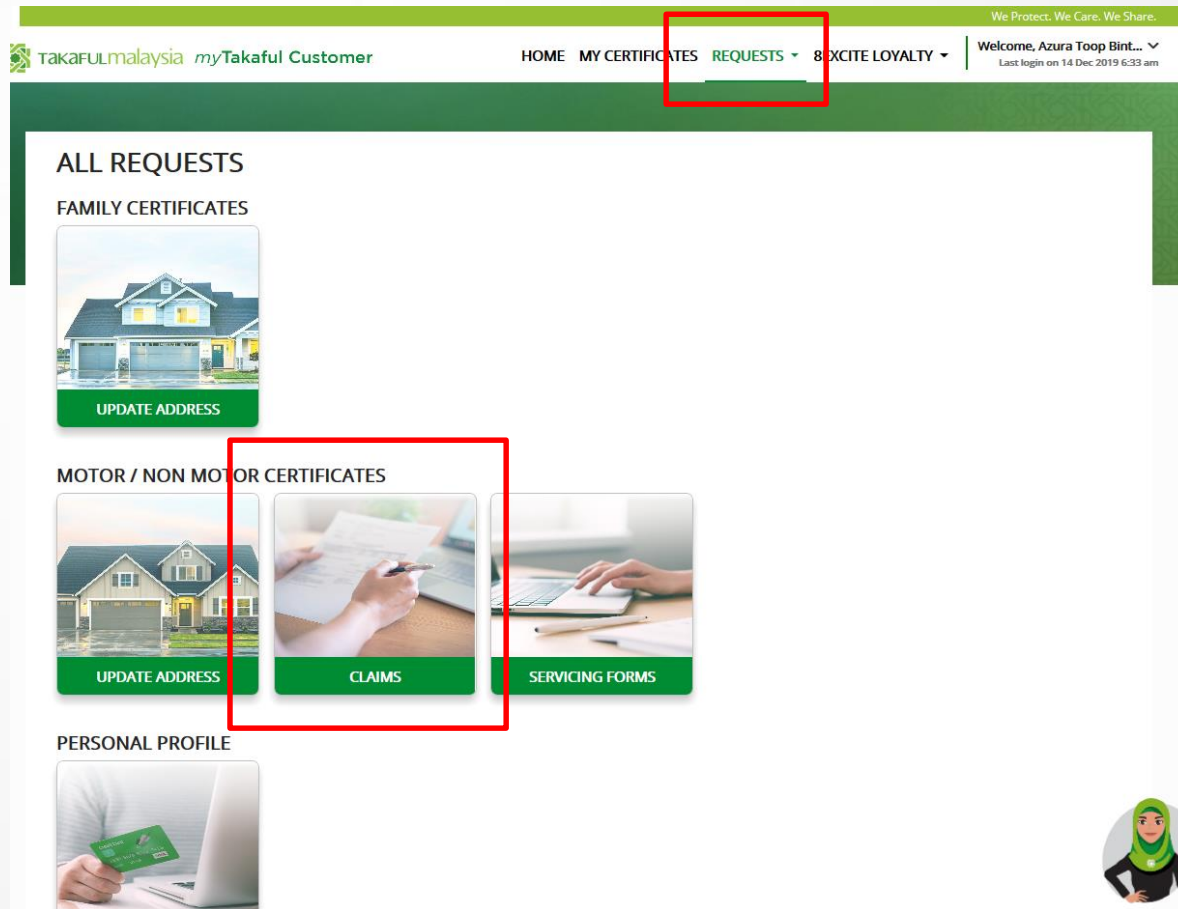 We Protect. We Care. We Share.
TAKAFULmalaysia myTakaful Customer
HOME MY CERTIFICATES REQUESTS 8EXCITE LOYALTY
Welcome, Azura Toop Bint...
Last login on 14 Dec 2019 6:33 am
ALL REQUESTS
FAMILY CERTIFICATES
UPDATE ADDRESS
MOTOR / NON MOTOR CERTIFICATES
UPDATE ADDRESS CLAIMS SERVICING FORMS
PERSONAL PROFILE